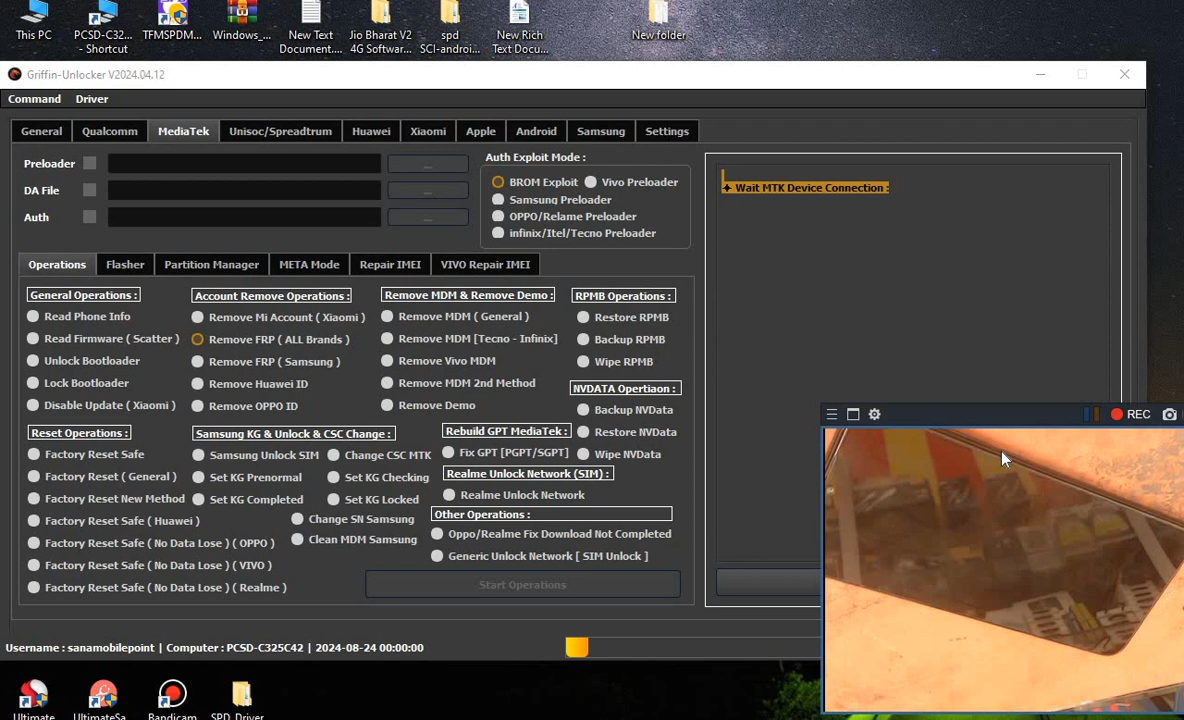 This PC
PCSD-C32...
- Shortcut
TFMSPDM...
Windows_...
New Text
Document....
Jio Bharat V2
4G Softwar...
spd
SCI-androi...
New Rich
Text Docu...
New folder
Griffin-Unlocker V2024.04.12
Command Driver
General Qualcomm MediaTek Unisoc/Spreadtrum Huawei Xiaomi Apple Android Samsung Settings
Preloader ...
DA File ...
Auth ...
Auth Exploit Mode :
BROM Exploit Vivo Preloader
Samsung Preloader
OPPO/Relame Preloader
infinix/Itel/Tecno Preloader
Wait MTK Device Connection :
Operations Flasher Partition Manager META Mode Repair IMEI VIVO Repair IMEI
General Operations :
Read Phone Info
Read Firmware ( Scatter )
Unlock Bootloader
Lock Bootloader
Disable Update ( Xiaomi )
Reset Operations :
Factory Reset Safe
Factory Reset ( General )
Factory Reset New Method
Factory Reset Safe ( Huawei )
Factory Reset Safe ( No Data Lose ) ( OPPO )
Factory Reset Safe ( No Data Lose ) ( VIVO )
Factory Reset Safe ( No Data Lose ) ( Realme )
Account Remove Operations :
Remove Mi Account ( Xiaomi )
Remove FRP ( ALL Brands )
Remove FRP ( Samsung )
Remove Huawei ID
Remove OPPO ID
Samsung KG & Unlock & CSC Change :
Samsung Unlock SIM Change CSC MTK
Set KG Prenormal Set KG Checking
Set KG Completed Set KG Locked
Change SN Samsung
Clean MDM Samsung
Remove MDM & Remove Demo :
Remove MDM ( General )
Remove MDM [Tecno - Infinix]
Remove Vivo MDM
Remove MDM 2nd Method
Remove Demo
Rebuild GPT MediaTek :
Fix GPT [PGPT/SGPT]
Realme Unlock Network (SIM) :
Realme Unlock Network
Other Operations :
Oppo/Realme Fix Download Not Completed
Generic Unlock Network [ SIM Unlock ]
RPMB Operations :
Restore RPMB
Backup RPMB
Wipe RPMB
NVDATA Opertiaon :
Backup NVData
Restore NVData
Wipe NVData
Start Operations
REC
Username : sanamobilepoint | Computer : PCSD-C325C42 | 2024-08-24 00:00:00
Ultimate
UltimateSa
Bandicam
SPD_Driver